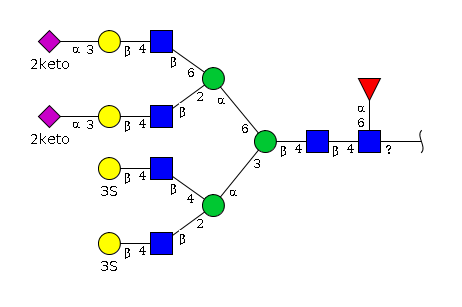 α 3 β 4 β 6
2keto
α 3 β 4 β 2 α
2keto
α 6
6 3 β 4 β 4 ?
β 4 β 4 α
3S
β 4 β 2
3S